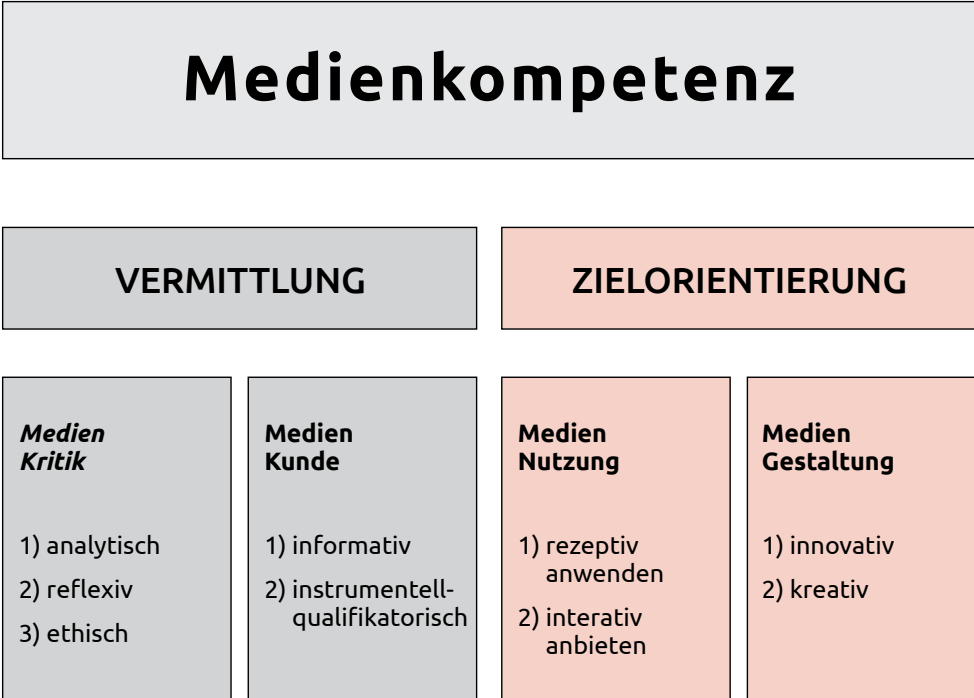 Medienkompetenz
VERMITTLUNG
ZIELORIENTIERUNG
Medien
Kritik
1) analytisch
2) reflexiv
3) ethisch
Medien
Kunde
1) informativ
2) instrumentell-
qualifikatorisch
Medien
Nutzung
1) rezeptiv
anwenden
2) interativ
anbieten
Medien
Gestaltung
1) innovativ
2) kreativ